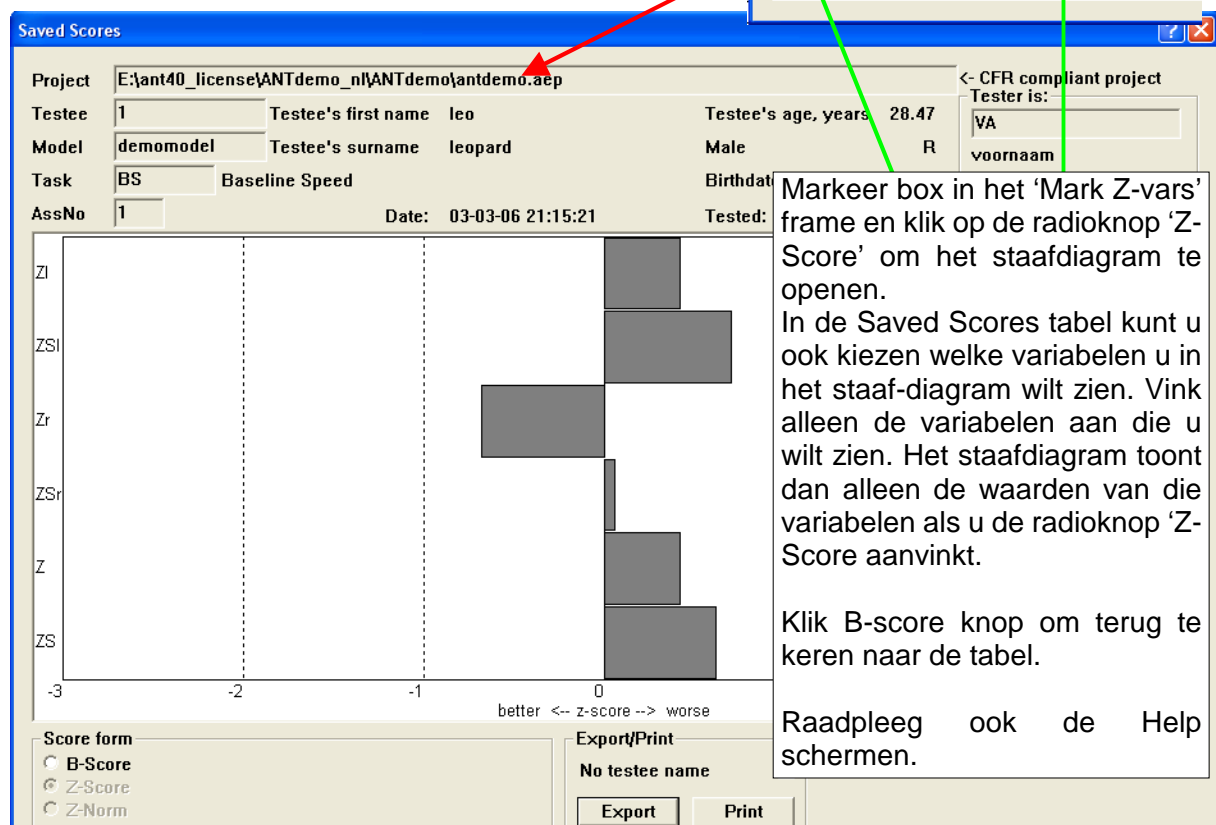 Saved Scores
Project E:\ant40_license\ANTdemo_nl\ANTdemo\antdemo.aep <- CFR compliant project
Tester is:
Testee 1 Testee's first name leo Testee's age, years 28.47 VA
Model demomodel Testee's surname leopard Male R voornaam
Task BS Baseline Speed Birthdate
AssNo 1 Date: 03-03-06 21:15:21 Tested:
Markeer box in het ‘Mark Z-vars’
frame en klik op de radioknop ‘Z-
Score’ om het staafdiagram te
openen.
In de Saved Scores tabel kunt u
ook kiezen welke variabelen u in
het staaf-diagram wilt zien. Vink
alleen de variabelen aan die u
wilt zien. Het staafdiagram toont
dan alleen de waarden van die
variabelen als u de radioknop ‘Z-
Score aanvinkt.
Klik B-score knop om terug te
keren naar de tabel.
Raadpleeg ook de Help
schermen.
Zl
ZSl
Zr
ZSr
Z
ZS
-3 -2 -1 0
better <-- z-score --> worse
Score form
B-Score
Z-Score
Z-Norm
Export/Print
No testee name
Export Print